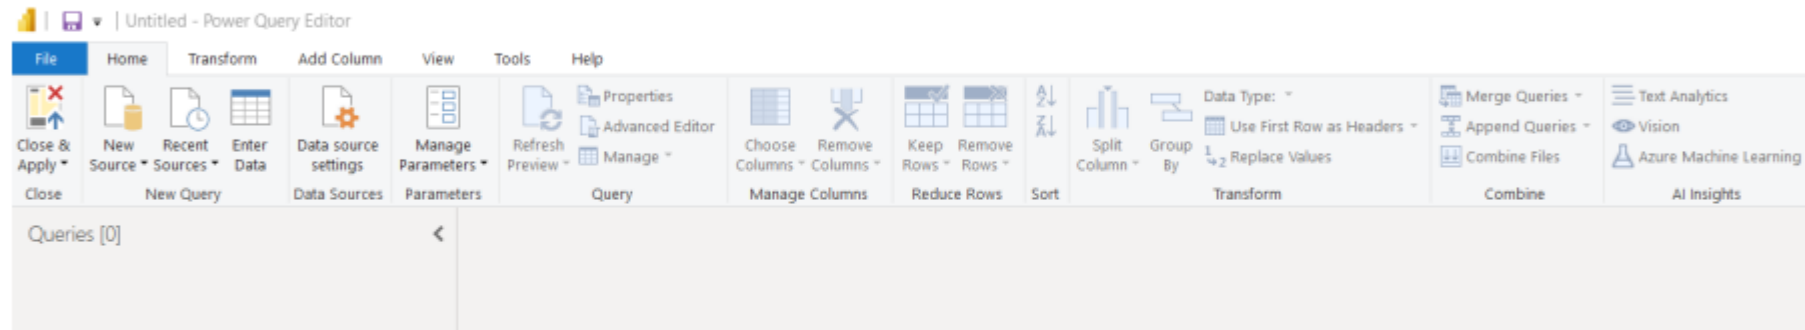 Untitled - Power Query Editor
File Home Transform Add Column View Tools Help
Close & Apply
New Source
Recent Sources
Enter Data
Data source settings
Manage Parameters
Refresh Preview
Properties
Advanced Editor
Manage
Choose Columns
Remove Columns
Keep Rows
Remove Rows
A Z
Z A
Split Column
Group By
Data Type:
Use First Row as Headers
1 2 Replace Values
Merge Queries
Append Queries
Combine Files
Text Analytics
Vision
Azure Machine Learning
Close New Query Data Sources Parameters Query Manage Columns Reduce Rows Sort Transform Combine AI Insights
Queries [0]